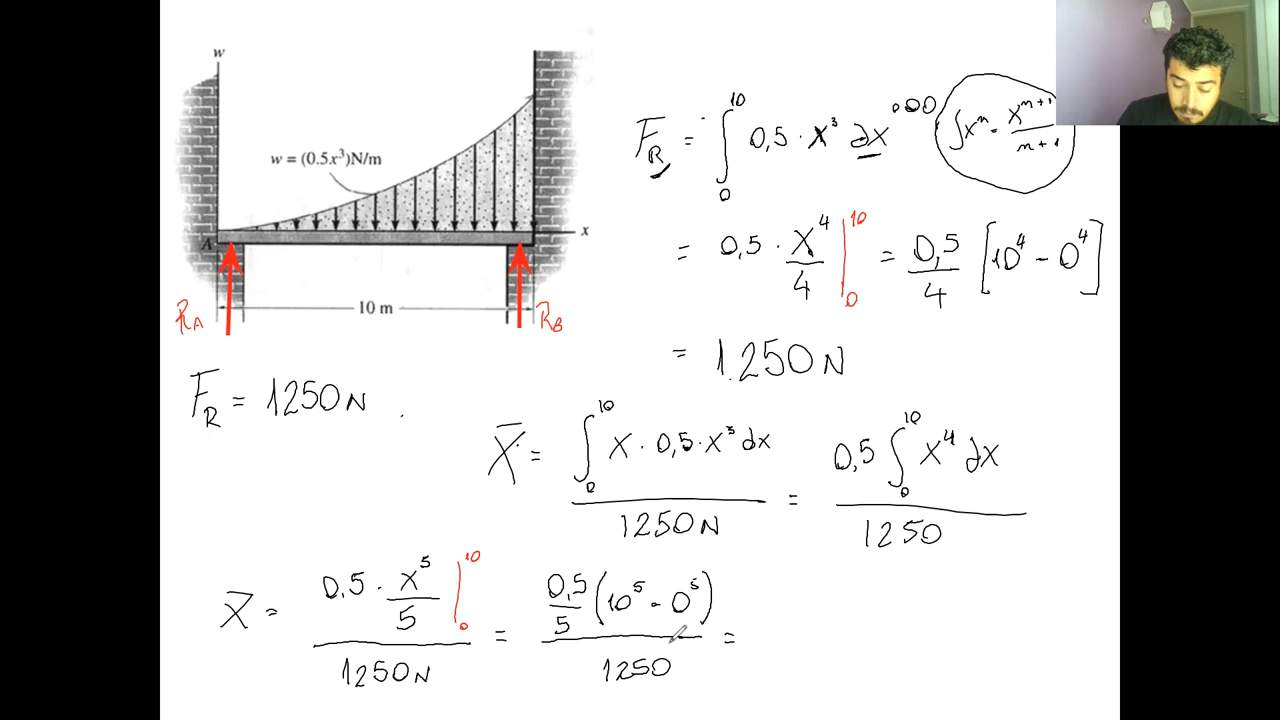 w
w = (0.5x³)N/m
A
x
10 m
R_A
R_B
F_R = 1250 N .
F_R = ∫₀¹⁰ 0,5 · x³ dx
∫xⁿ = xⁿ⁺¹/n+1
= 0,5 · x⁴/4 |₀¹⁰ = 0,5/4 [10⁴ - 0⁴]
= 1.250 N
X̄ = ∫₀¹⁰ x · 0,5 · x³ dx / 1250 N = 0,5 ∫₀¹⁰ x⁴ dx / 1250
X̄ = 0,5 · x⁵/5 |₀¹⁰ / 1250 N = 0,5/5 (10⁵ - 0⁵) / 1250 =